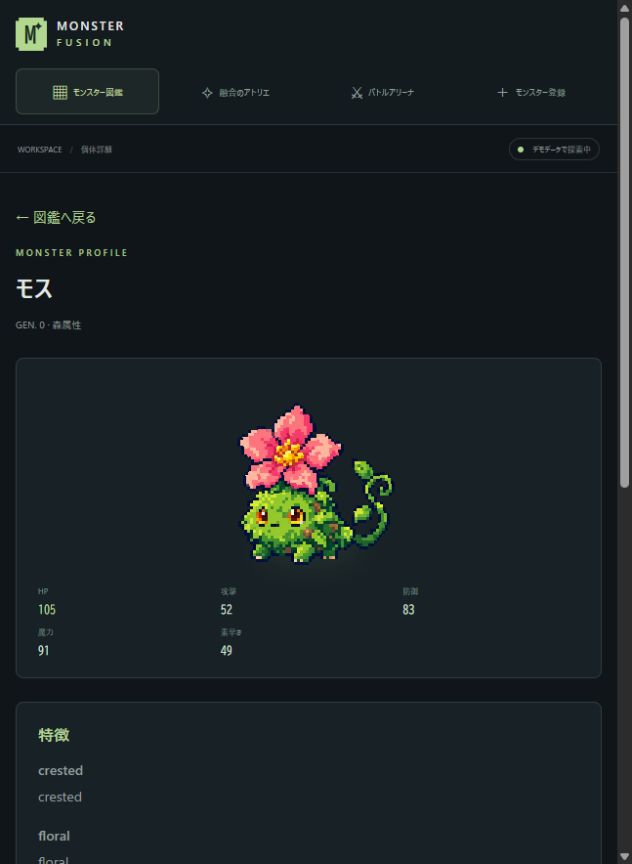 M
MONSTER
FUSION
モンスター図鑑
融合のアトリエ
バトルアリーナ
モンスター登録
WORKSPACE / 個体詳細
デモデータで探索中
← 図鑑へ戻る
MONSTER PROFILE
モス
GEN. 0 · 森属性
HP
105
攻撃
52
防御
83
魔力
91
素早さ
49
特徴
crested
crested
floral
floral